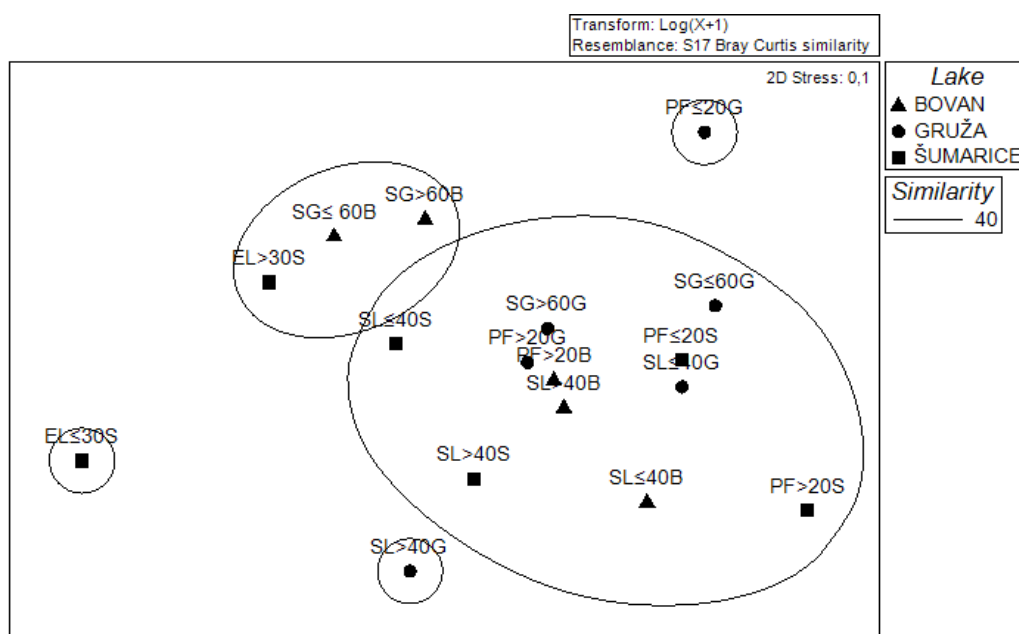 Transform: Log(X+1)
Resemblance: S17 Bray Curtis similarity
2D Stress: 0,1
Lake
BOVAN
GRUŽA
ŠUMARICE
Similarity
40
PF≤20G
SG>60B
SG≤ 60B
EL>30S
SG≤60G
SG>60G
SL≤40S
PF≤20S
PF>20G
PF>20B
SL≤40G
SL>40B
EL≤30S
SL>40S
SL≤40B
PF>20S
SL>40G